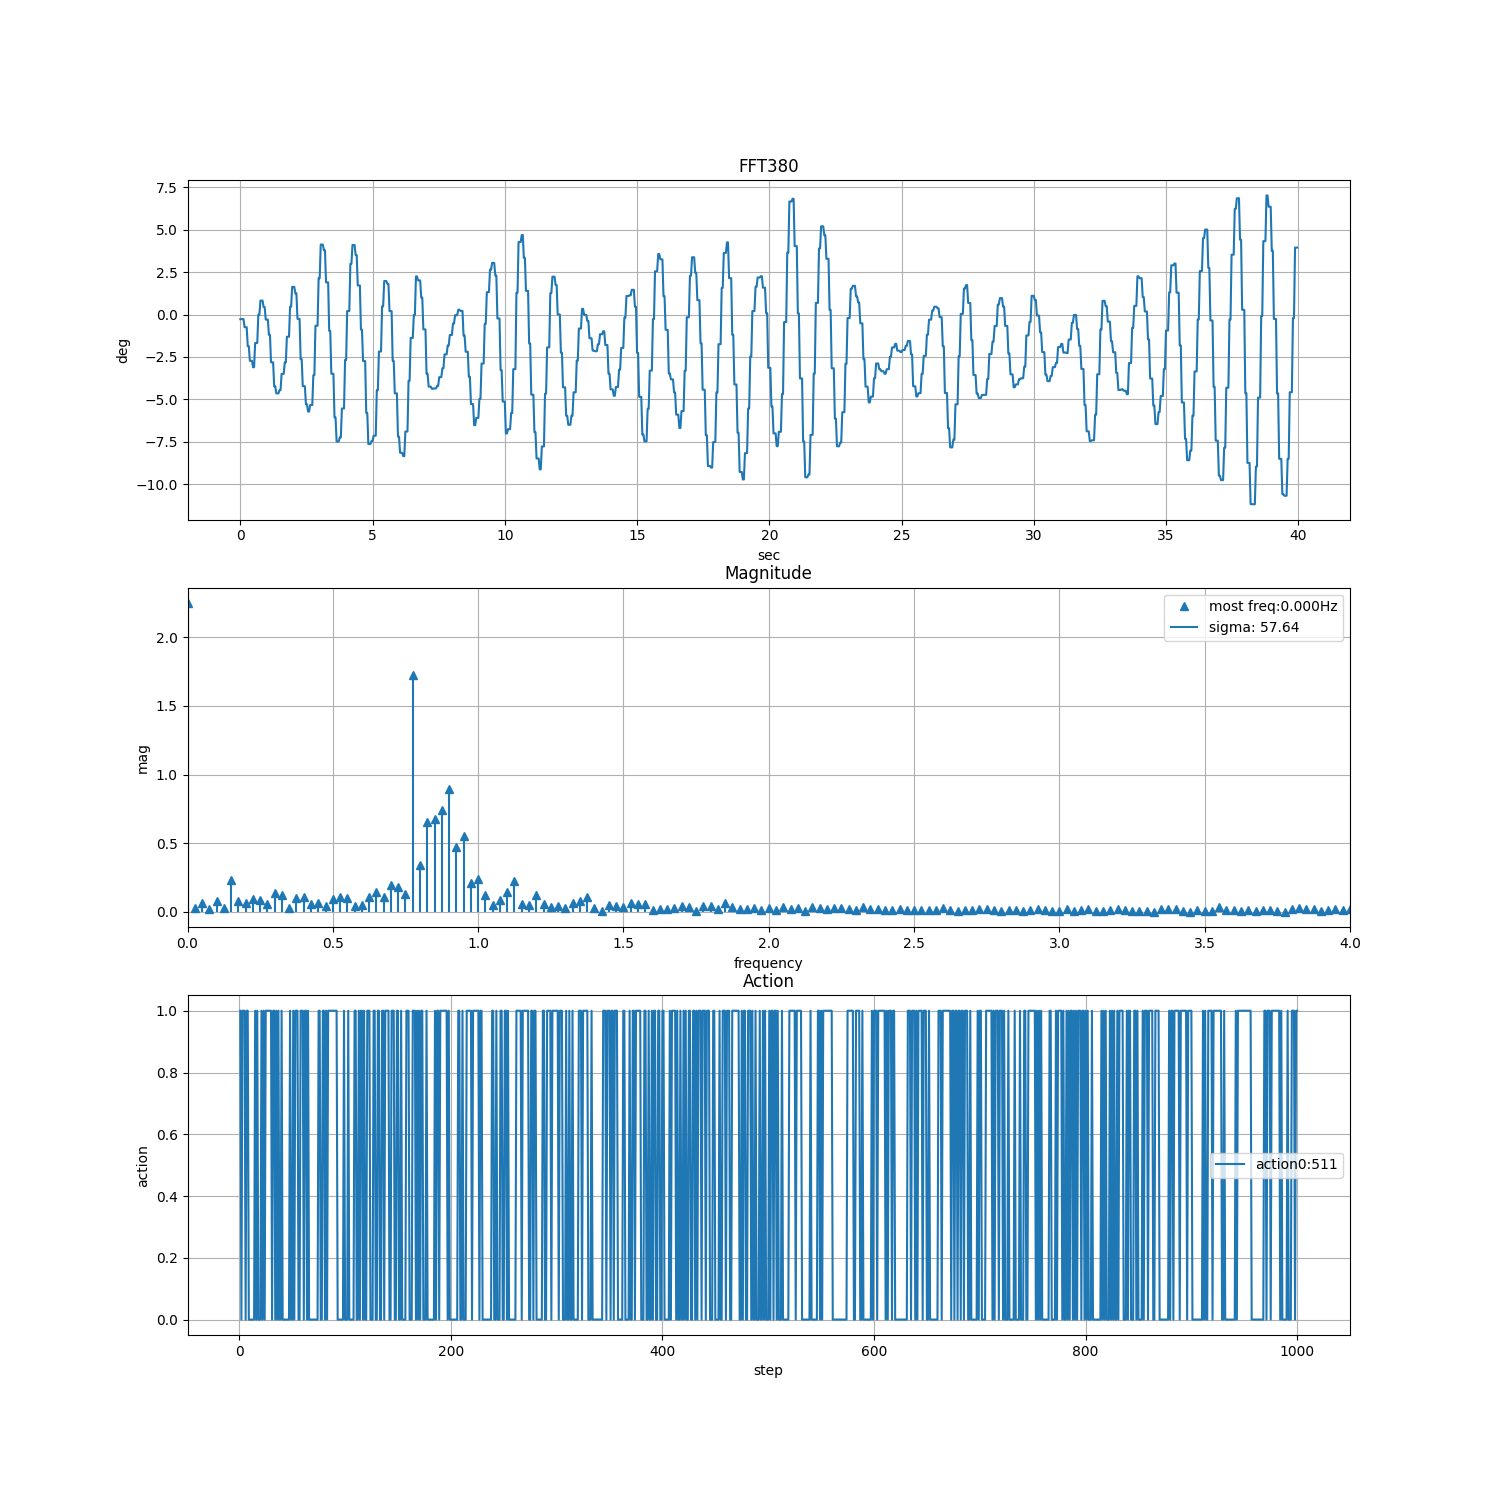 FFT380
7.5
5.0
2.5
0.0
−2.5
−5.0
−7.5
−10.0
deg
0 5 10 15 20 25 30 35 40
sec
Magnitude
most freq:0.000Hz
sigma: 57.64
2.0
1.5
1.0
0.5
0.0
mag
0.0 0.5 1.0 1.5 2.0 2.5 3.0 3.5 4.0
frequency
Action
1.0
0.8
0.6
0.4
0.2
0.0
action
action0:511
0 200 400 600 800 1000
step